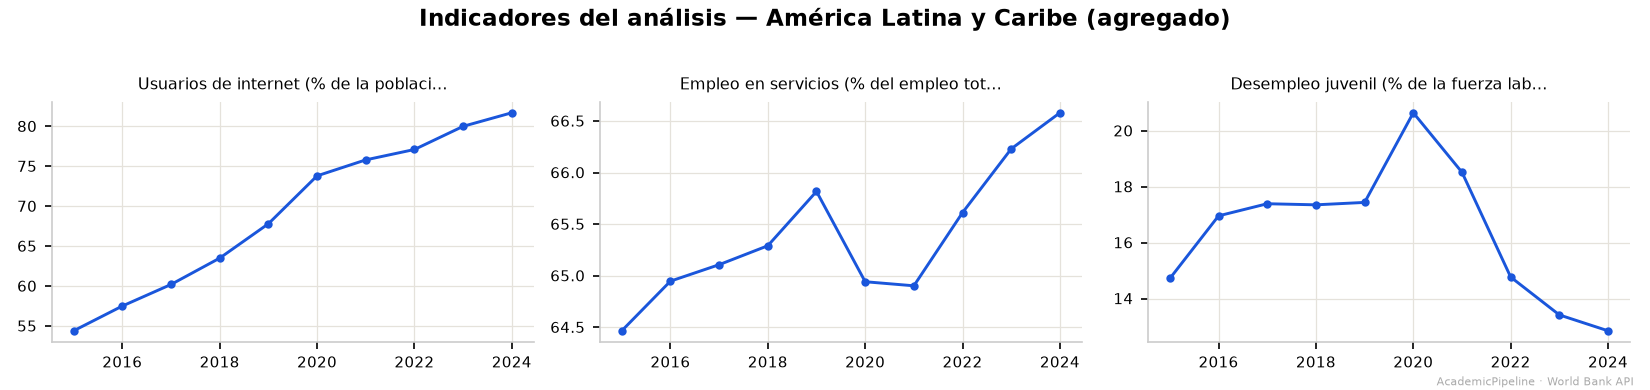 Indicadores del análisis — América Latina y Caribe (agregado)
Usuarios de internet (% de la poblaci...
80
75
70
65
60
55
2016 2018 2020 2022 2024
Empleo en servicios (% del empleo tot...
66.5
66.0
65.5
65.0
64.5
2016 2018 2020 2022 2024
Desempleo juvenil (% de la fuerza lab...
20
18
16
14
2016 2018 2020 2022 2024
AcademicPipeline · World Bank API